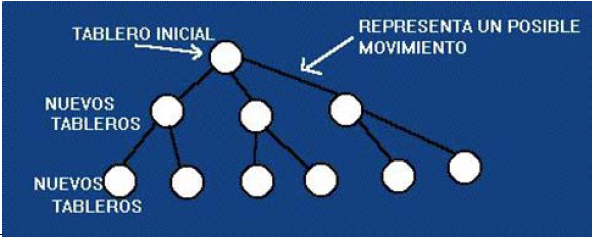 TABLERO INICIAL
REPRESENTA UN POSIBLE
MOVIMIENTO
NUEVOS
TABLEROS
NUEVOS
TABLEROS